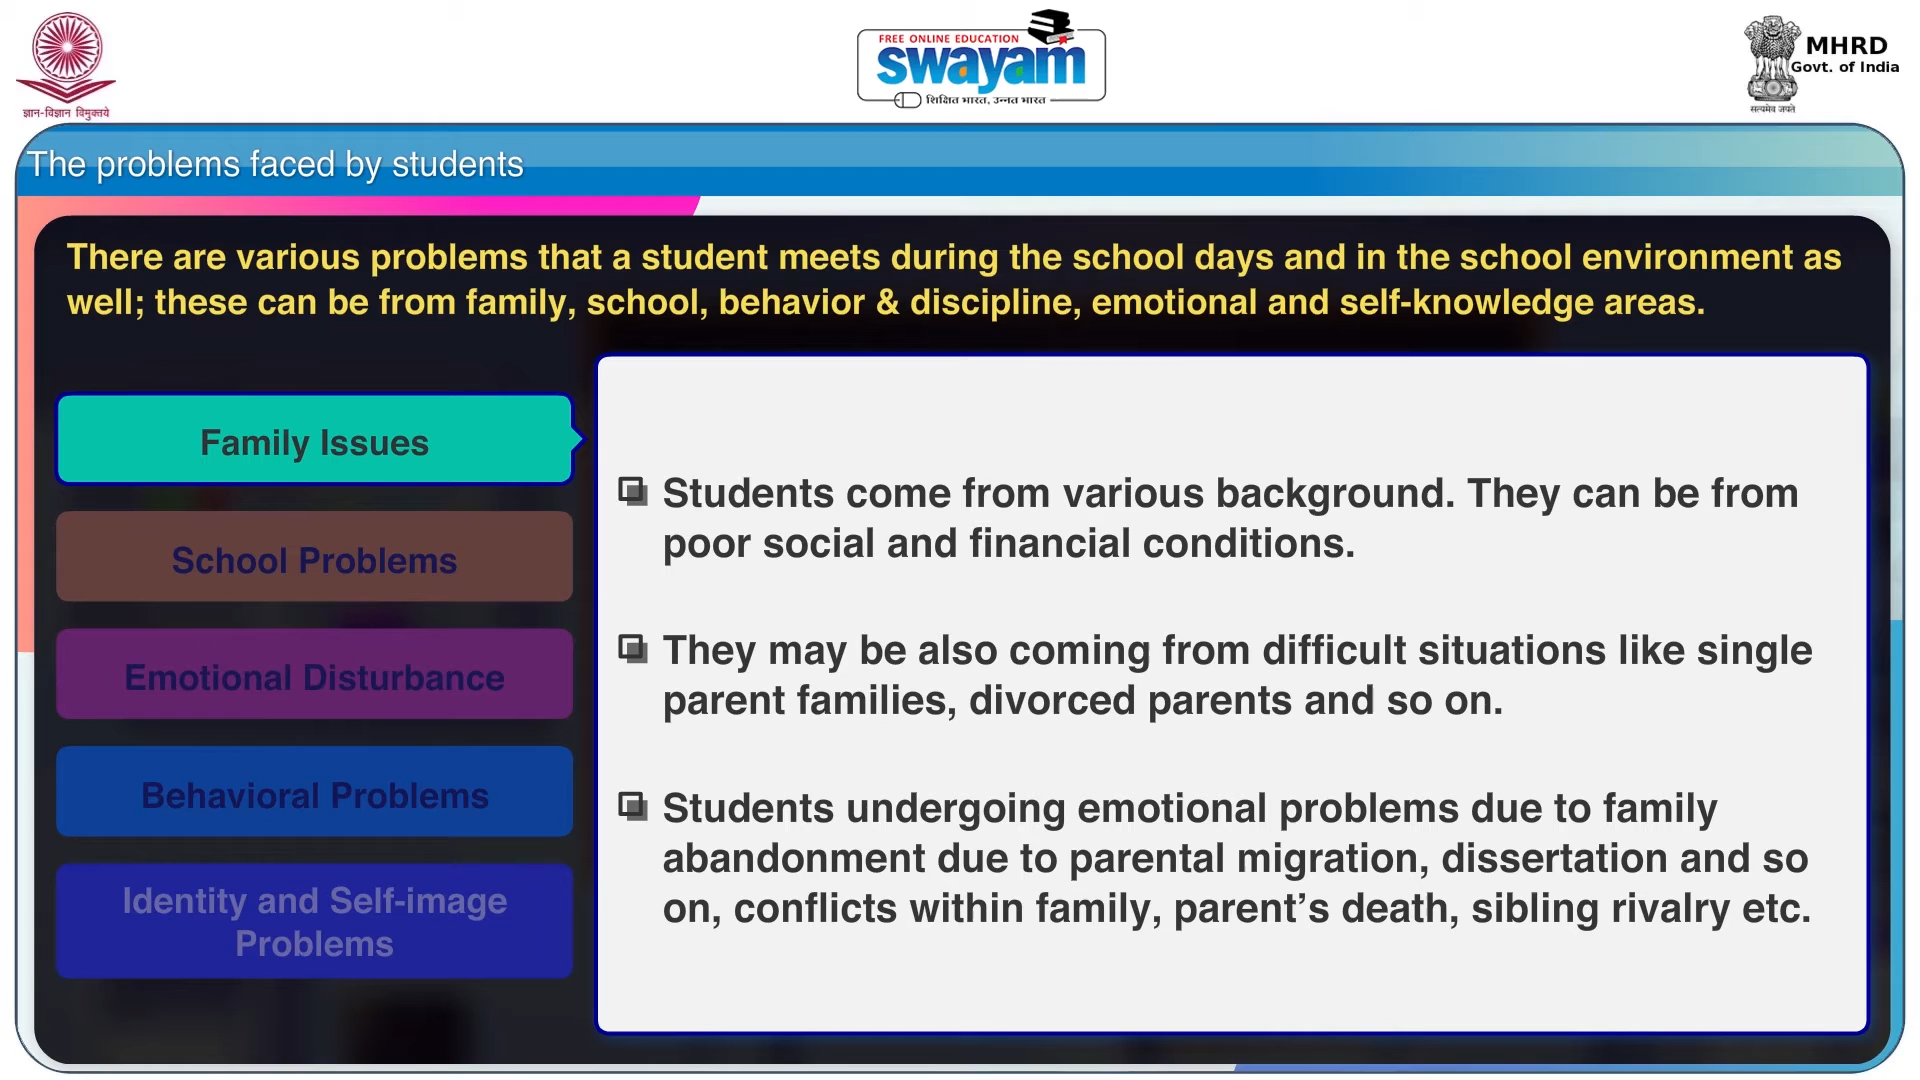 ज्ञान-विज्ञान विमुक्तये
FREE ONLINE EDUCATION
swayam
शिक्षित भारत, उन्नत भारत
MHRD
Govt. of India
सत्यमेव जयते
The problems faced by students
There are various problems that a student meets during the school days and in the school environment as
well; these can be from family, school, behavior & discipline, emotional and self-knowledge areas.
Family Issues
School Problems
Emotional Disturbance
Behavioral Problems
Identity and Self-image
Problems
Students come from various background. They can be from
poor social and financial conditions.
They may be also coming from difficult situations like single
parent families, divorced parents and so on.
Students undergoing emotional problems due to family
abandonment due to parental migration, dissertation and so
on, conflicts within family, parent’s death, sibling rivalry etc.